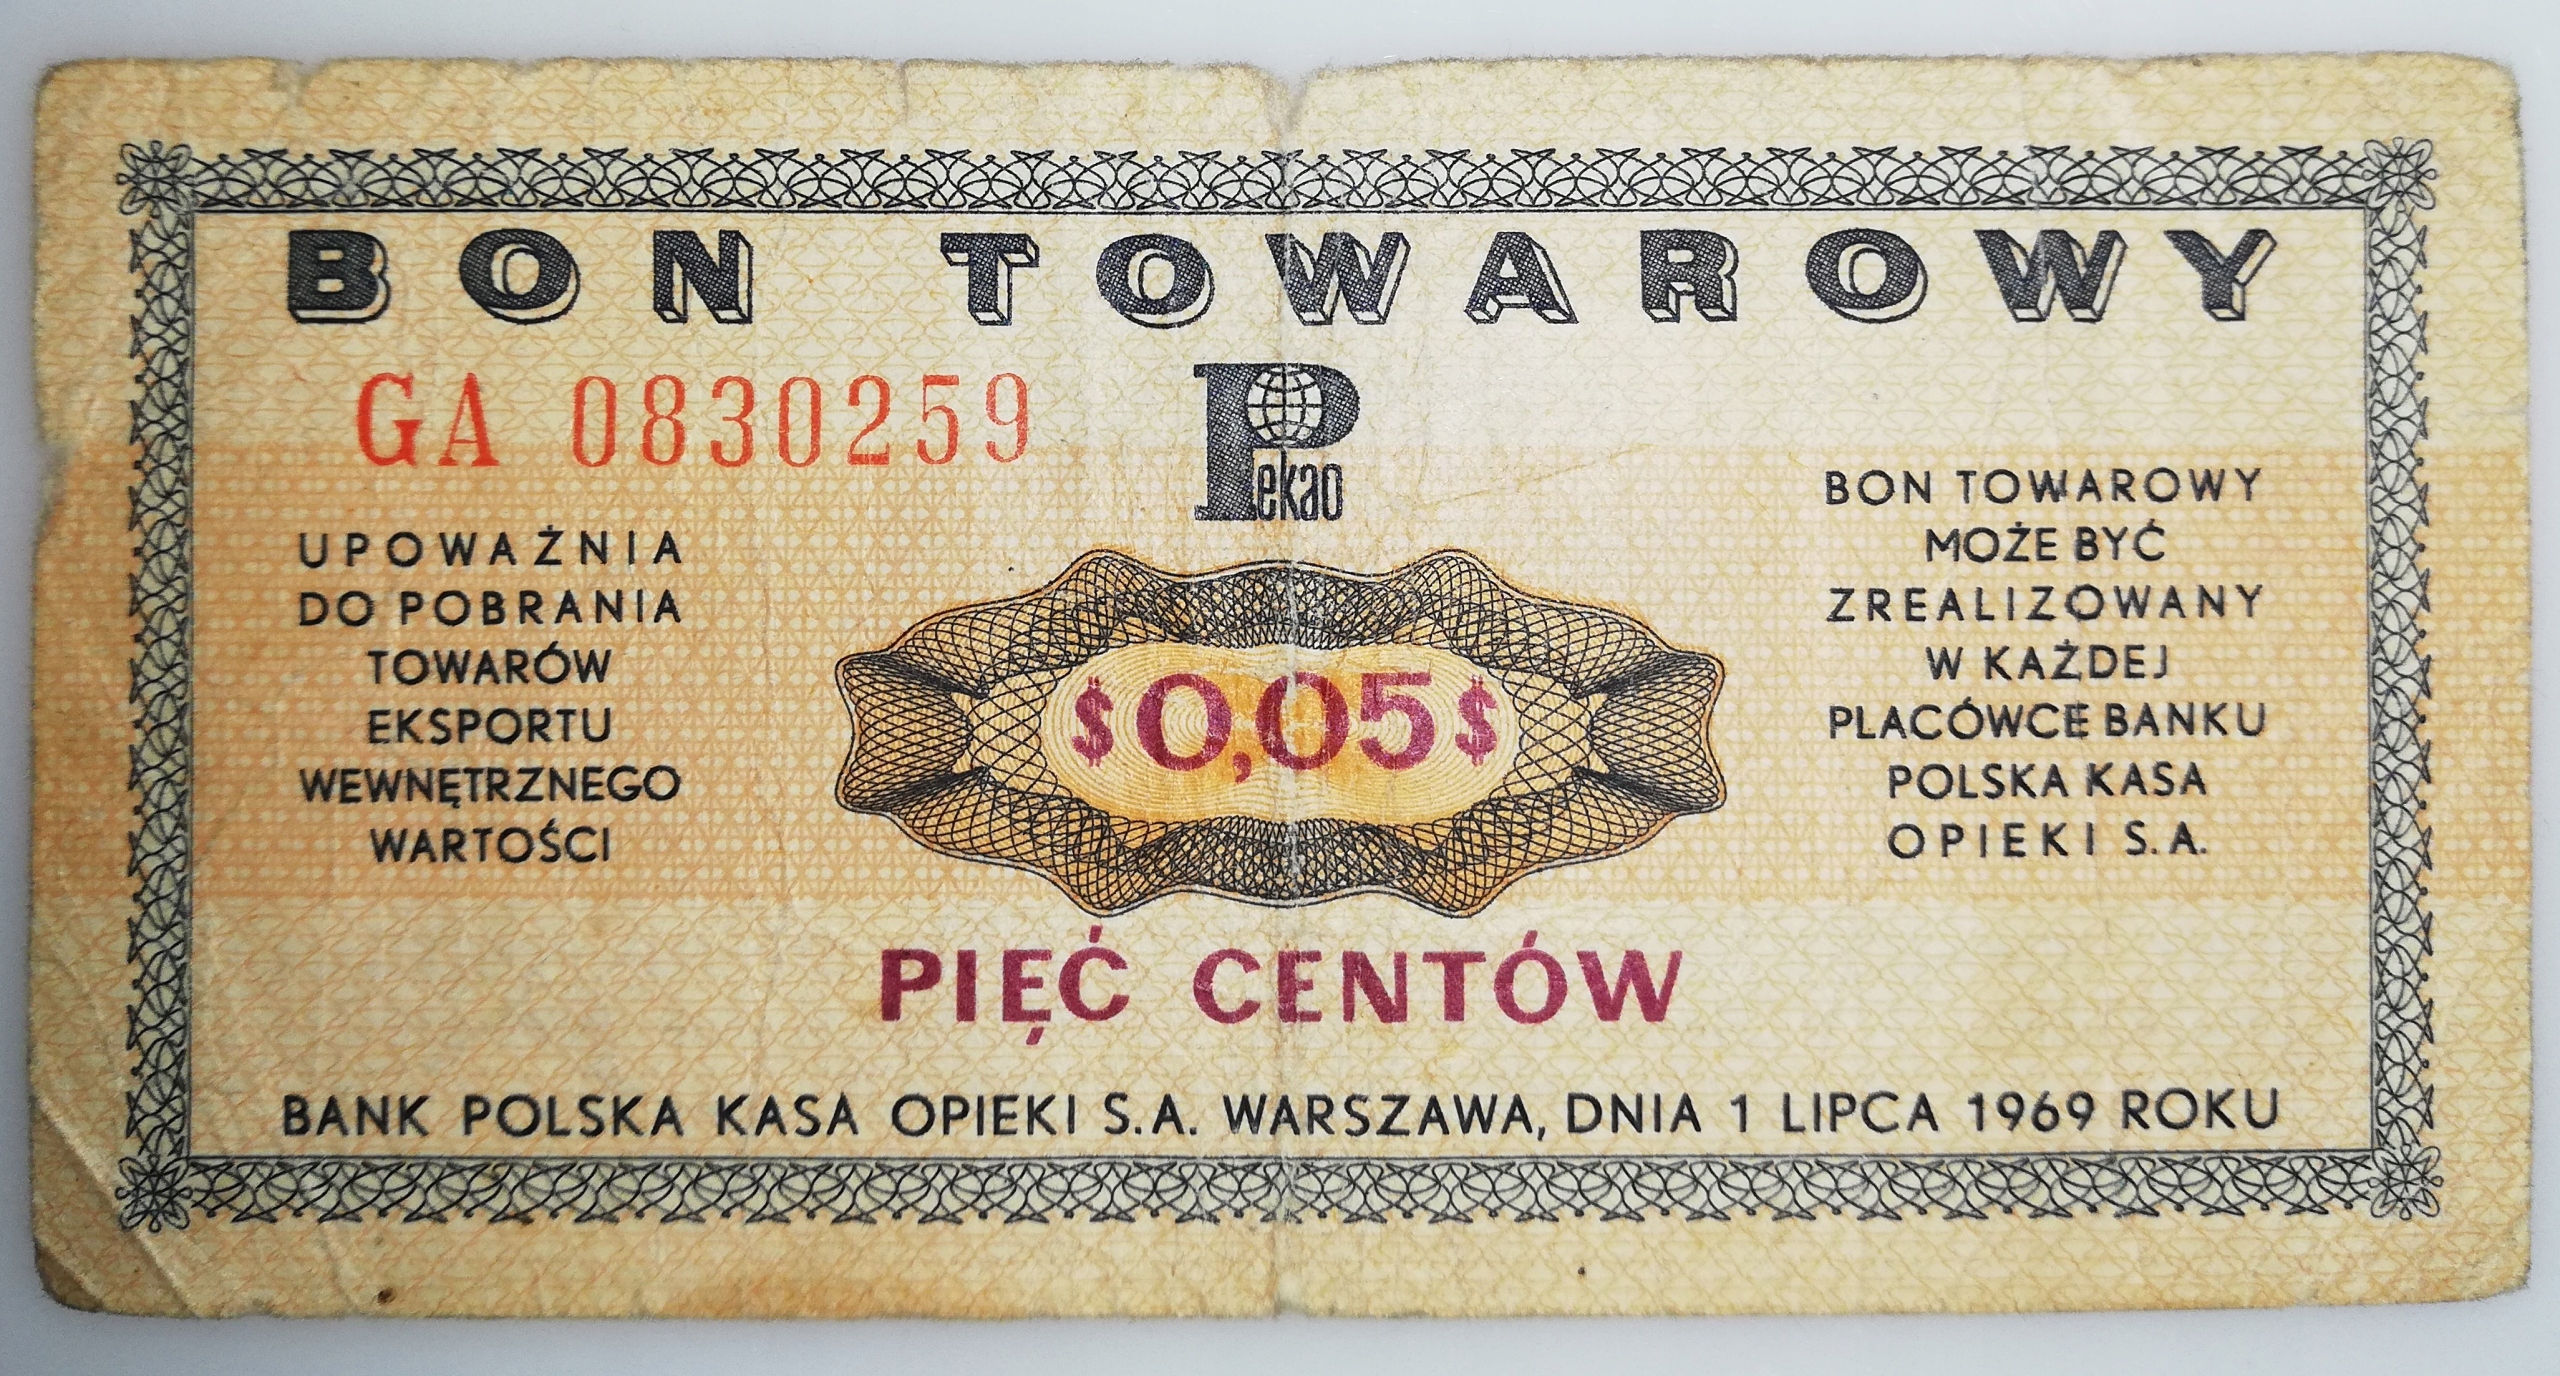 BON TOWAROWY
GA 0830259
Pekao
UPOWAŻNIA
DO POBRANIA
TOWARÓW
EKSPORTU
WEWNĘTRZNEGO
WARTOŚCI
$0,05$
BON TOWAROWY
MOŻE BYĆ
ZREALIZOWANY
W KAŻDEJ
PLACÓWCE BANKU
POLSKA KASA
OPIEKI S.A.
PIĘĆ CENTÓW
BANK POLSKA KASA OPIEKI S.A. WARSZAWA, DNIA 1 LIPCA 1969 ROKU